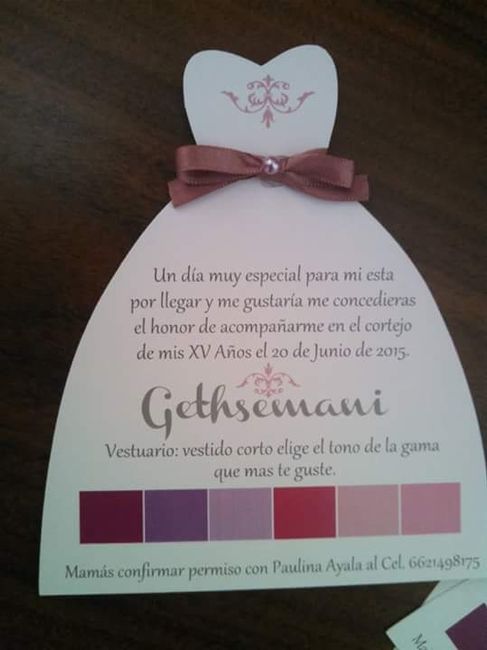 Un día muy especial para mi esta
por llegar y me gustaría me concedieras
el honor de acompañarme en el cortejo
de mis XV Años el 20 de Junio de 2015.
Gethsemani
Vestuario: vestido corto elige el tono de la gama
que mas te guste.
Mamás confirmar permiso con Paulina Ayala al Cel. 6621498175